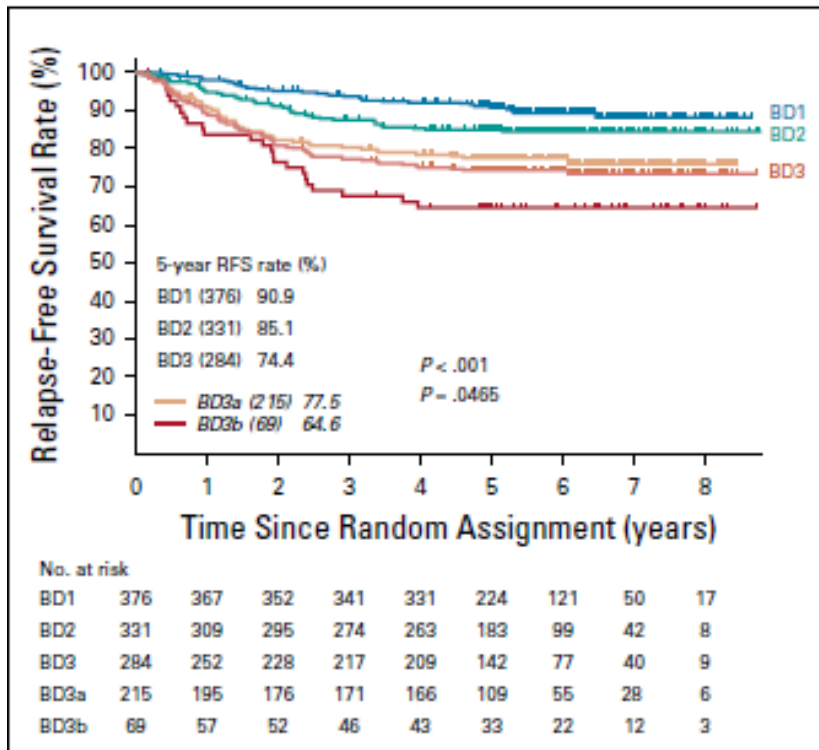 Relapse-Free Survival Rate (%)
100
90
80
70
60
50
40
30
20
10
BD1
BD2
BD3
5-year RFS rate (%)
BD1 (376) 90.9
BD2 (331) 85.1
BD3 (284) 74.4
P < .001
BD3a (215) 77.5
P = .0465
BD3b (69) 64.6
0 1 2 3 4 5 6 7 8
Time Since Random Assignment (years)
No. at risk
BD1 376 367 352 341 331 224 121 50 17
BD2 331 309 295 274 263 183 99 42 8
BD3 284 252 228 217 209 142 77 40 9
BD3a 215 195 176 171 166 109 55 28 6
BD3b 69 57 52 46 43 33 22 12 3